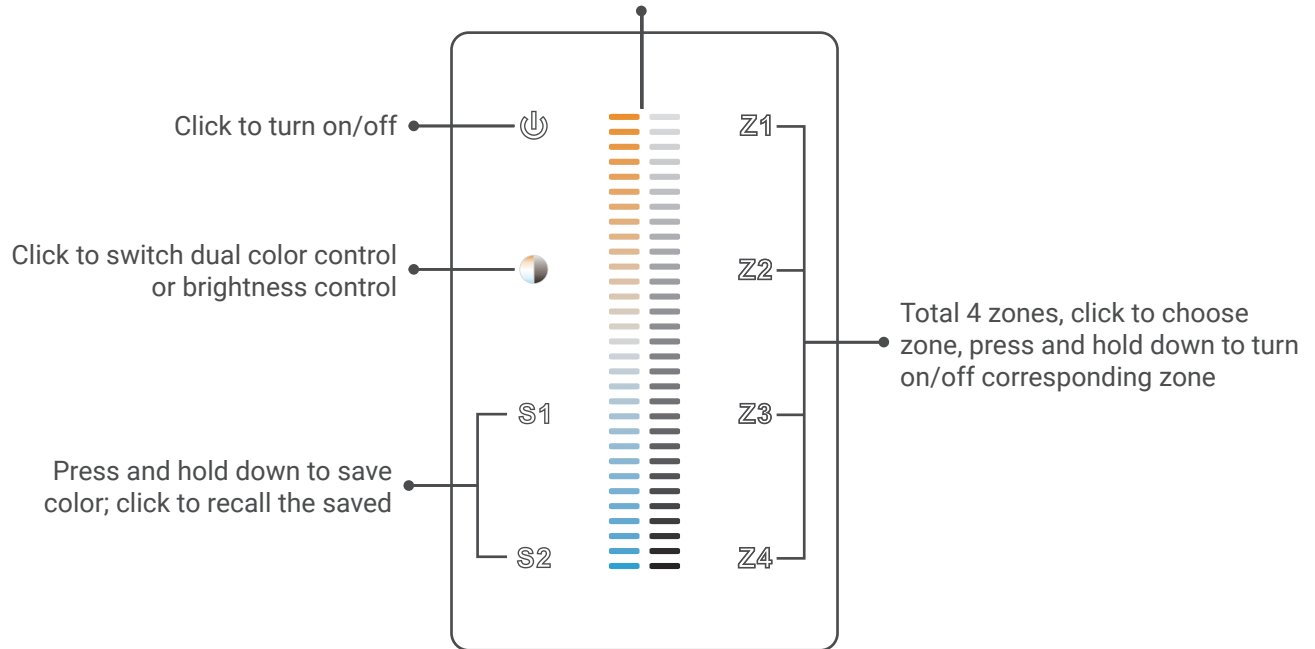 Click to turn on/off
Z1
Click to switch dual color control
or brightness control
Z2
Total 4 zones, click to choose
zone, press and hold down to turn
on/off corresponding zone
S1
Z3
Press and hold down to save
color; click to recall the saved
S2
Z4